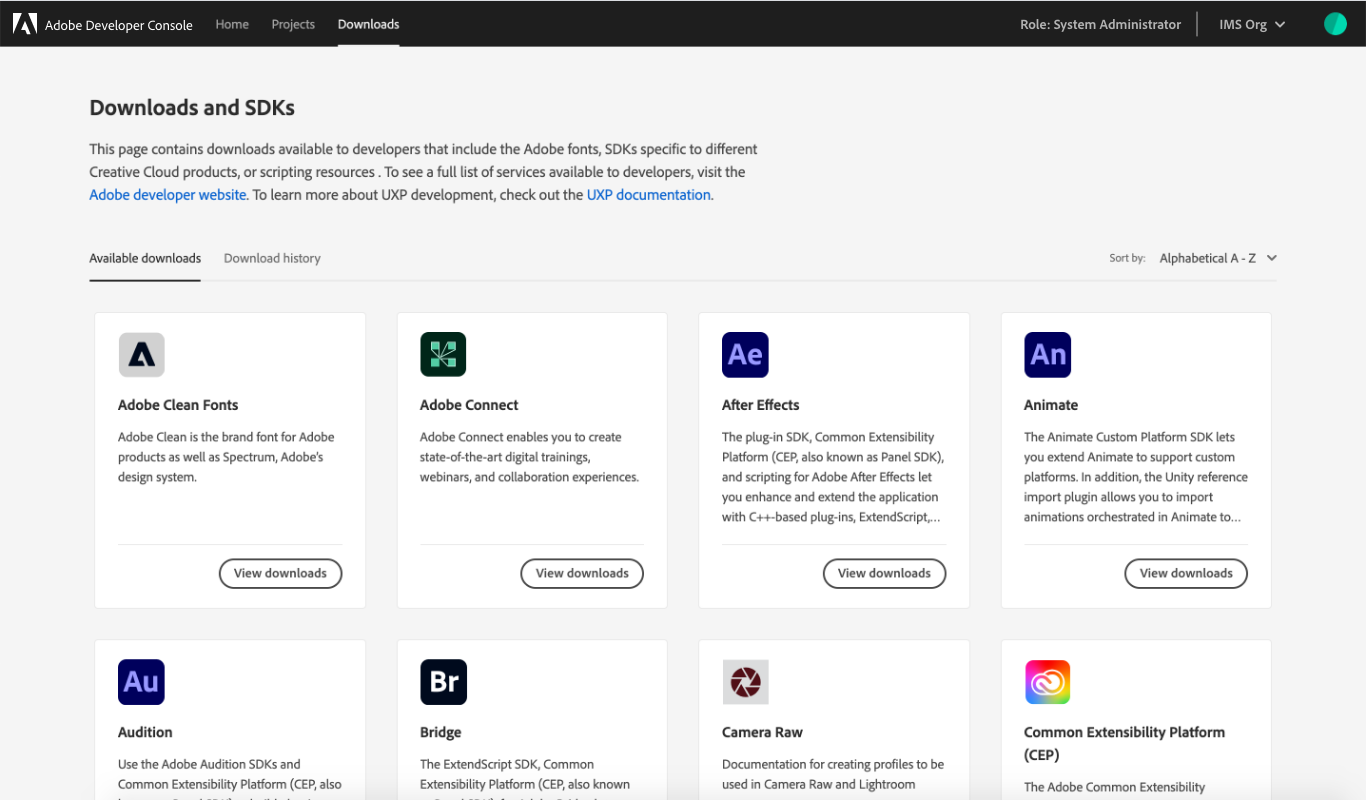 Adobe Developer Console Home Projects Downloads Role: System Administrator IMS Org
Downloads and SDKs
This page contains downloads available to developers that include the Adobe fonts, SDKs specific to different
Creative Cloud products, or scripting resources . To see a full list of services available to developers, visit the
Adobe developer website. To learn more about UXP development, check out the UXP documentation.
Available downloads Download history Sort by: Alphabetical A - Z
Adobe Clean Fonts
Adobe Clean is the brand font for Adobe
products as well as Spectrum, Adobe's
design system.
View downloads
Adobe Connect
Adobe Connect enables you to create
state-of-the-art digital trainings,
webinars, and collaboration experiences.
View downloads
Ae
After Effects
The plug-in SDK, Common Extensibility
Platform (CEP, also known as Panel SDK),
and scripting for Adobe After Effects let
you enhance and extend the application
with C++-based plug-ins, ExtendScript,...
View downloads
An
Animate
The Animate Custom Platform SDK lets
you extend Animate to support custom
platforms. In addition, the Unity reference
import plugin allows you to import
animations orchestrated in Animate to...
View downloads
Au
Audition
Use the Adobe Audition SDKs and
Common Extensibility Platform (CEP, also
Br
Bridge
The ExtendScript SDK, Common
Extensibility Platform (CEP, also known
Camera Raw
Documentation for creating profiles to be
used in Camera Raw and Lightroom
Common Extensibility Platform
(CEP)
The Adobe Common Extensibility